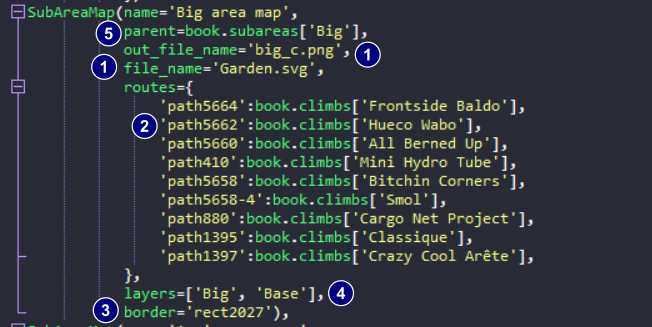 SubAreaMap(name='Big area map',
5 parent=book.subareas['Big'],
out_file_name='big_c.png', 1
1 file_name='Garden.svg',
routes={
'path5664':book.climbs['Frontside Baldo'],
2 'path5662':book.climbs['Hueco Wabo'],
'path5660':book.climbs['All Berned Up'],
'path410':book.climbs['Mini Hydro Tube'],
'path5658':book.climbs['Bitchin Corners'],
'path5658-4':book.climbs['Smol'],
'path880':book.climbs['Cargo Net Project'],
'path1395':book.climbs['Classique'],
'path1397':book.climbs['Crazy Cool Arête'],
},
layers=['Big', 'Base'], 4
3 border='rect2027'),